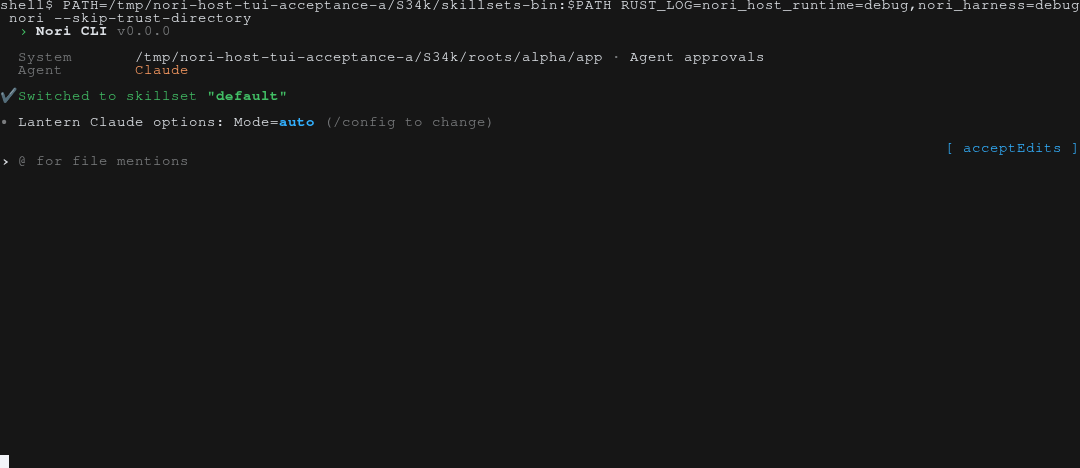 shell$ PATH=/tmp/nori-host-tui-acceptance-a/S34k/skillsets-bin:$PATH RUST_LOG=nori_host_runtime=debug,nori_harness=debug
nori --skip-trust-directory
› Nori CLI v0.0.0
System /tmp/nori-host-tui-acceptance-a/S34k/roots/alpha/app · Agent approvals
Agent Claude
✔Switched to skillset "default"
• Lantern Claude options: Mode=auto (/config to change)
[ acceptEdits ]
› @ for file mentions